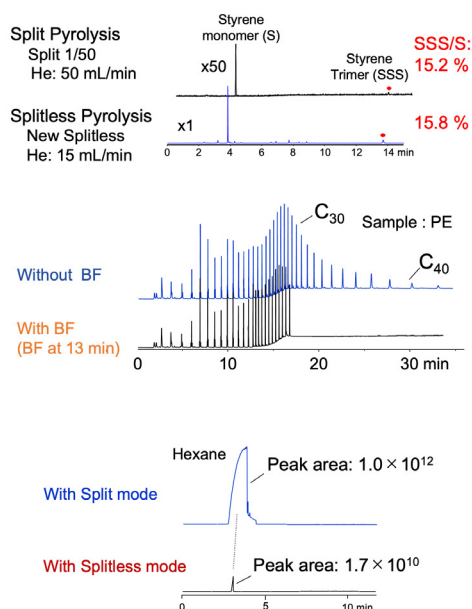 Split Pyrolysis
Split 1/50
He: 50 mL/min
Styrene
monomer (S)
x50
Styrene
Trimer (SSS)
SSS/S:
15.2 %
Splitless Pyrolysis
New Splitless
He: 15 mL/min
x1
15.8 %
0 2 4 6 8 10 12 14 min
C30
Sample : PE
C40
Without BF
With BF
(BF at 13 min)
0 10 20 30 min
Hexane
Peak area: 1.0×10¹²
With Split mode
With Splitless mode
Peak area: 1.7×10¹⁰
0 5 10 min